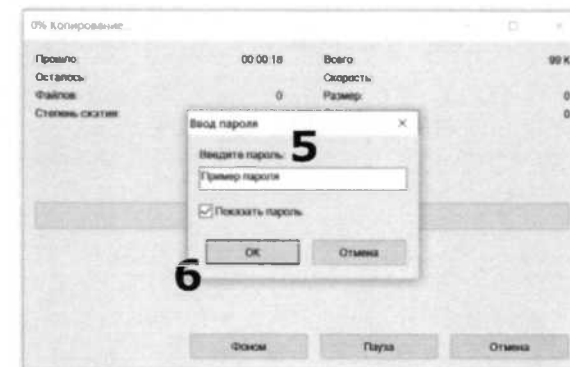 0% Копирование...
Прошло: 00:00:18 Всего: 99 K
Осталось: Скорость:
Файлов: 0 Размер: 0
Степень сжатия: 0
Ввод пароля
5
Введите пароль:
Пример пароля
Показать пароль
OK Отмена
6
Фоном Пауза Отмена